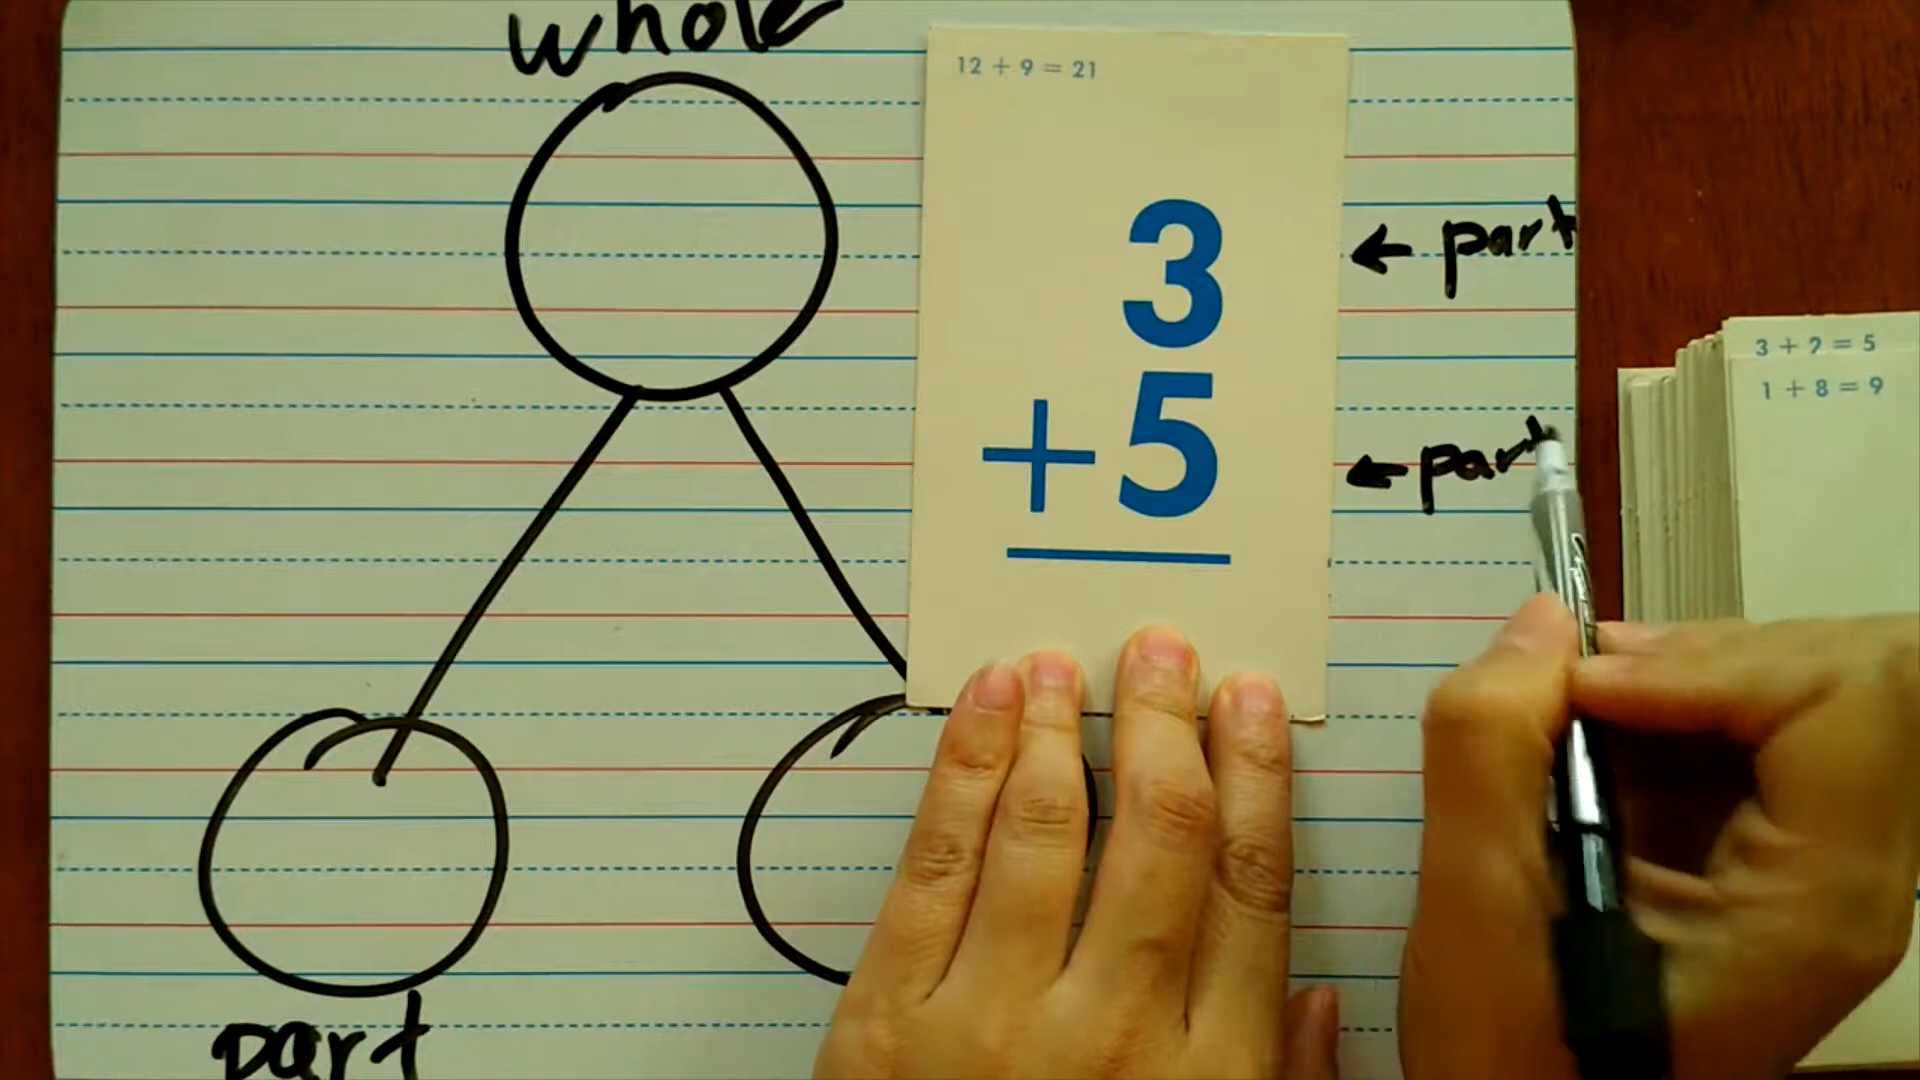 whole
12 + 9 = 21
3
+5
← part
← part
3 + 2 = 5
1 + 8 = 9
part